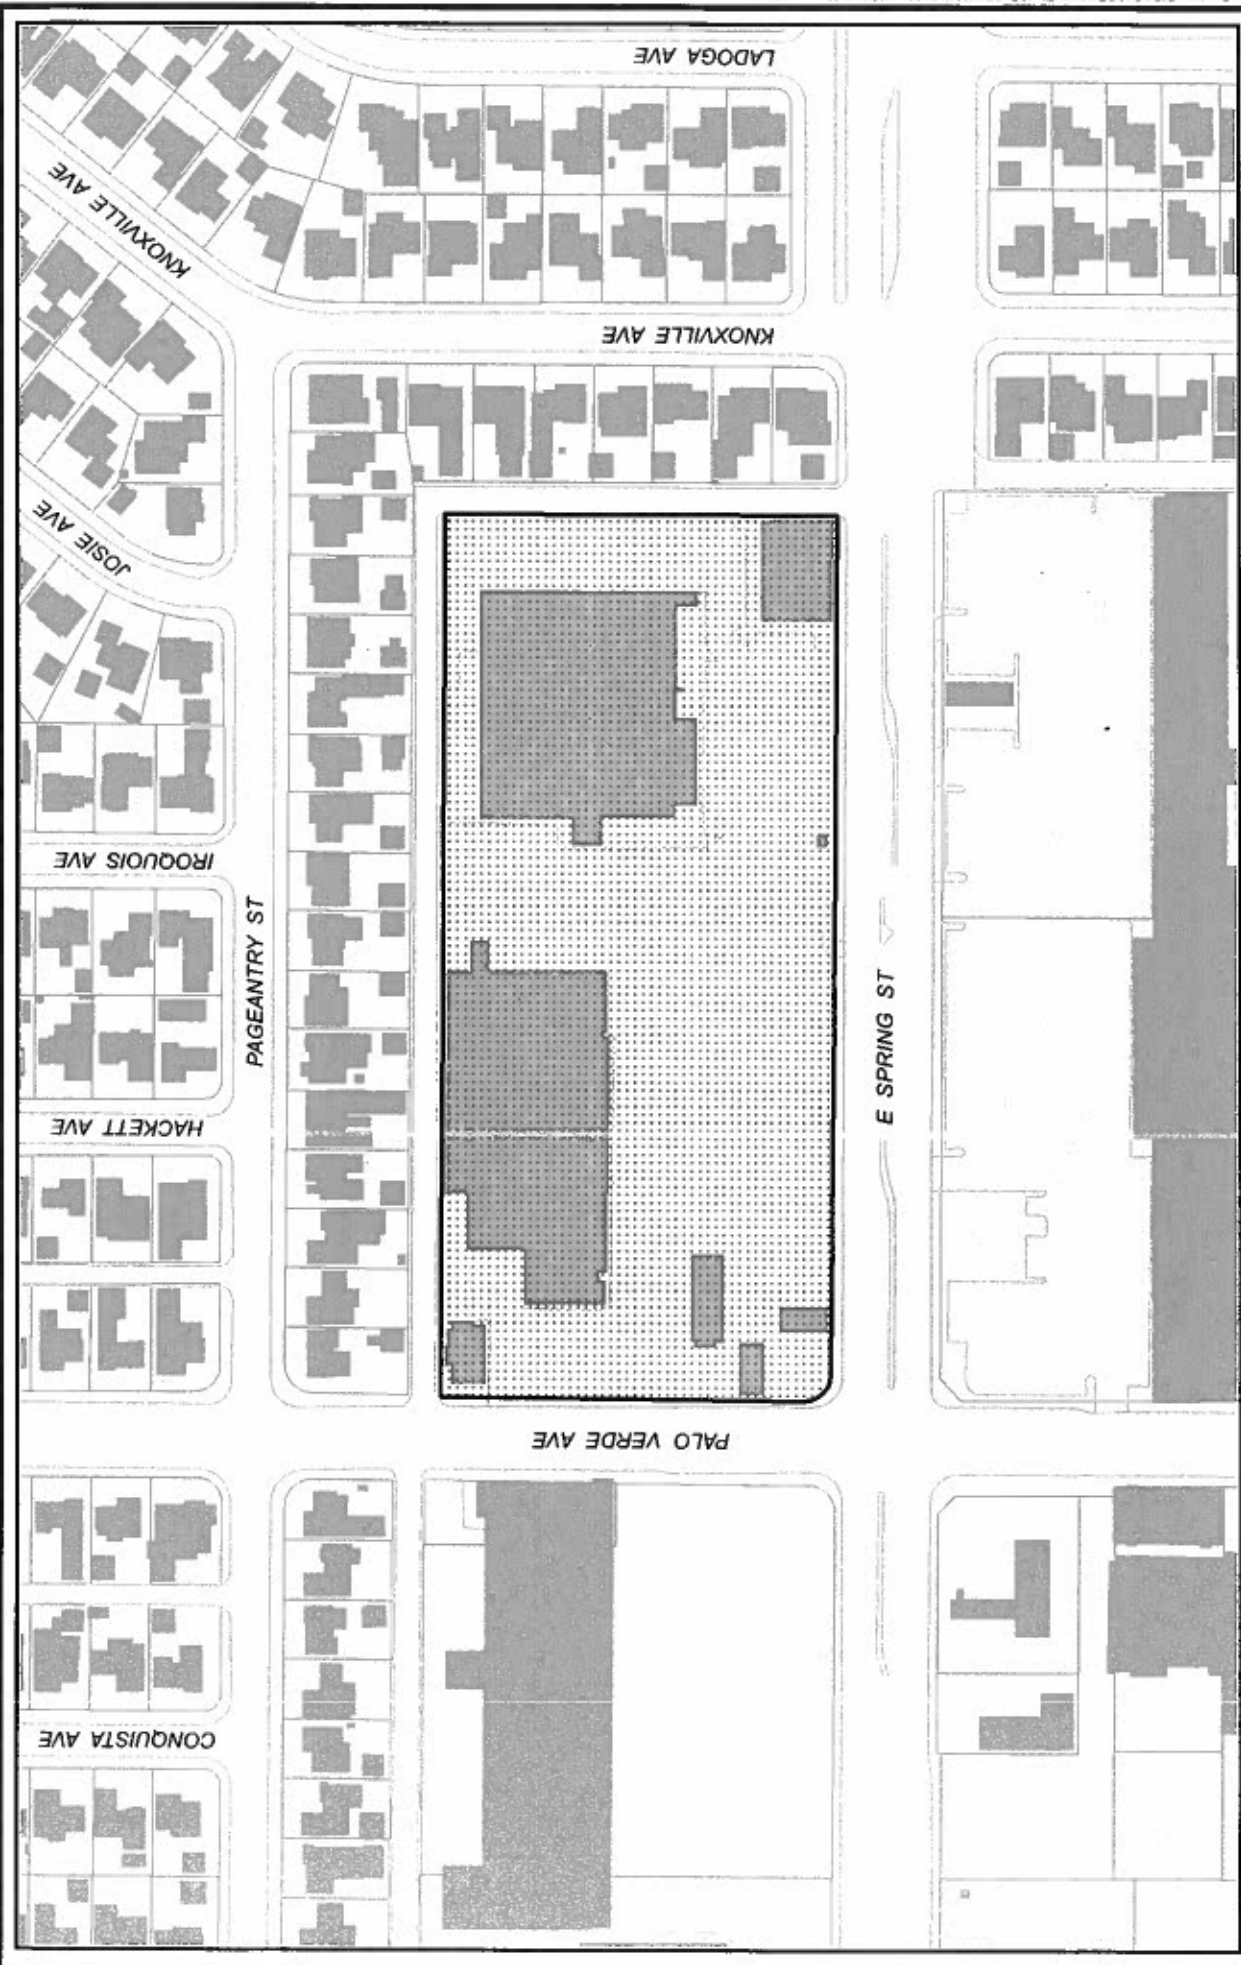 LADOGA AVE
KNOXVILLE AVE
KNOXVILLE AVE
JOSIE AVE
IROQUOIS AVE
PAGEANTRY ST
E SPRING ST
HACKETT AVE
PALO VERDE AVE
CONQUISTA AVE